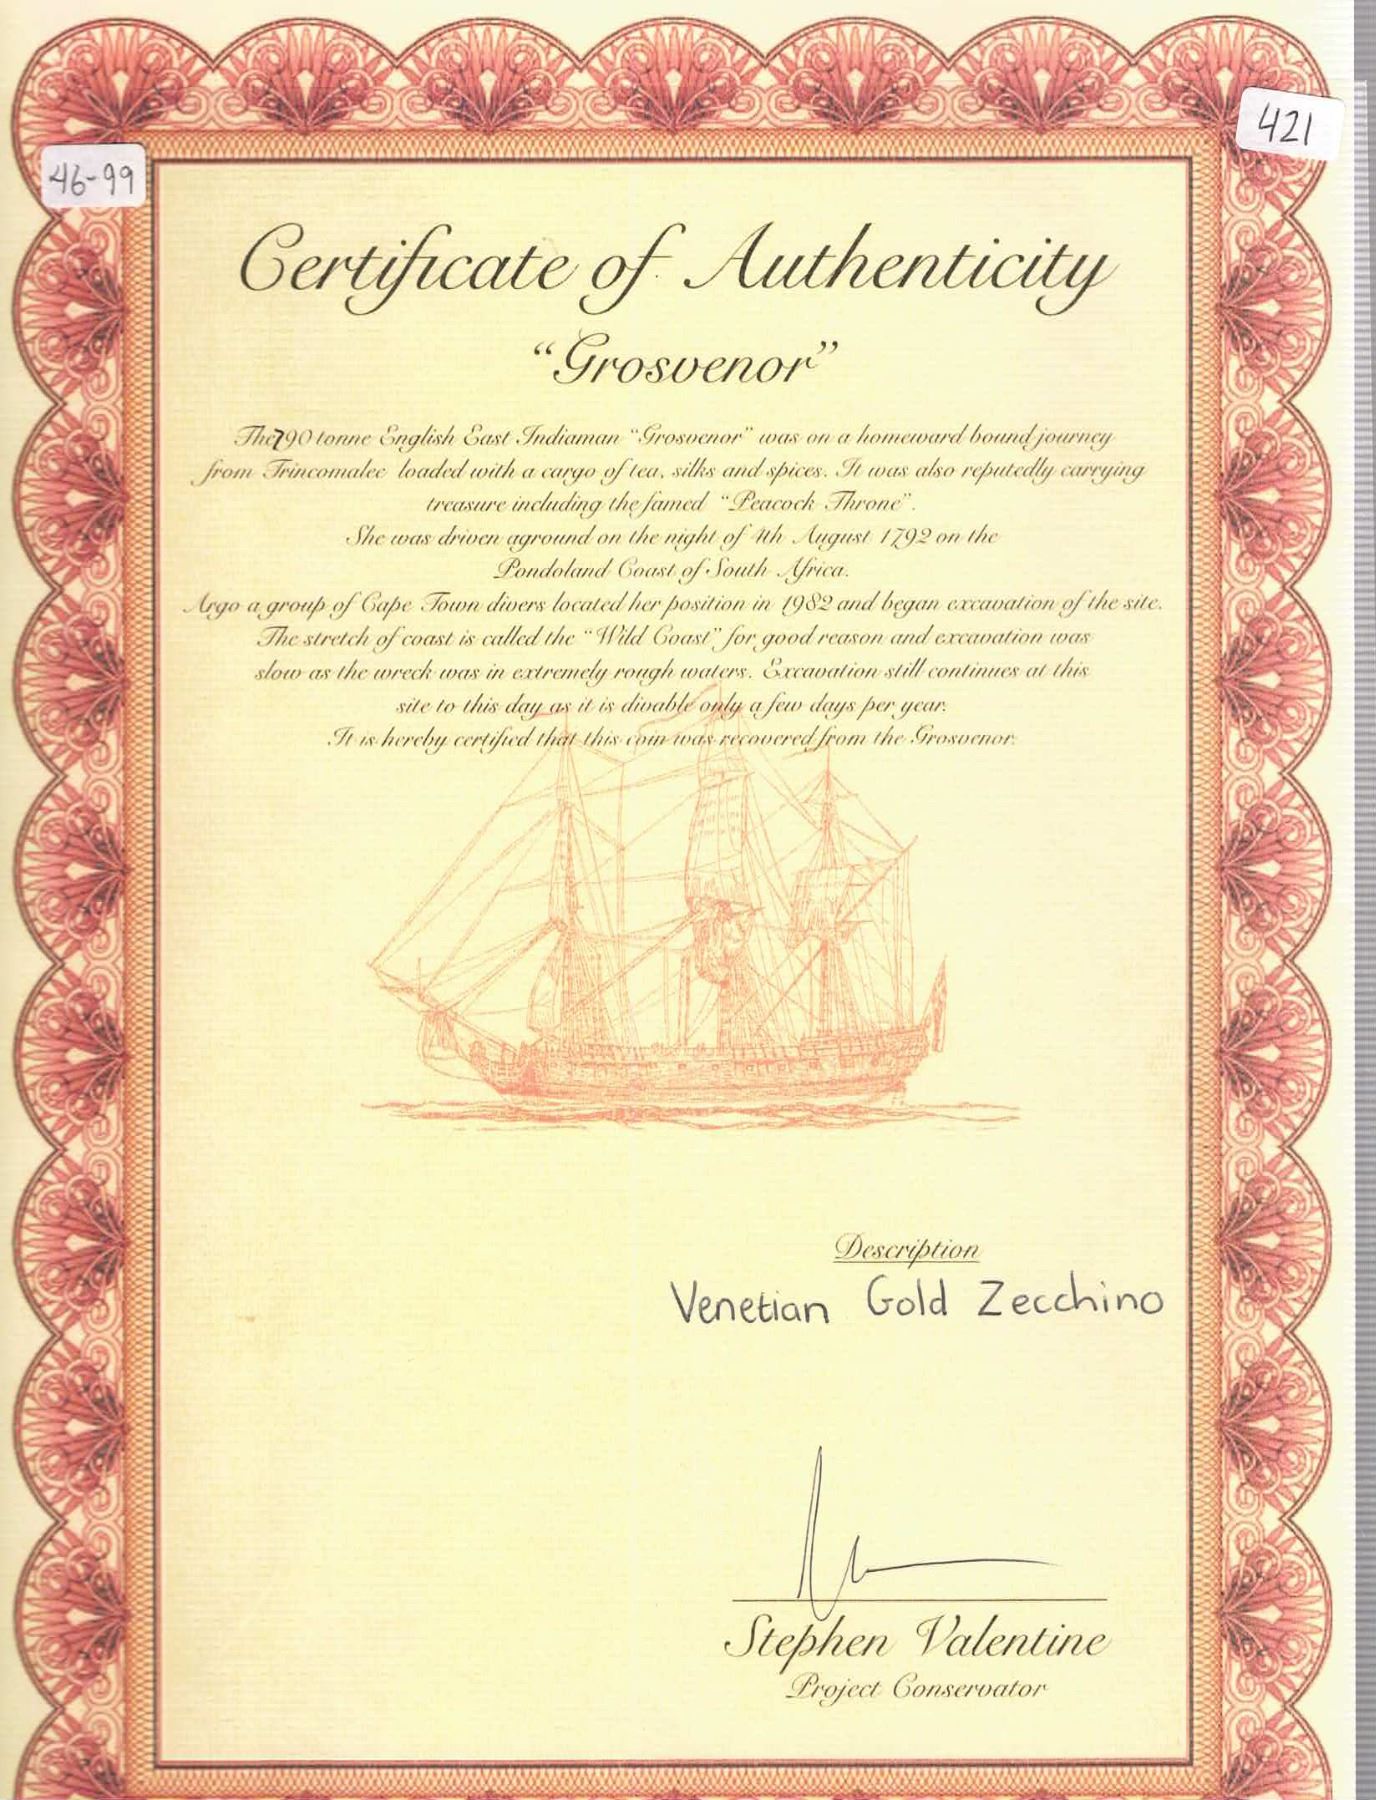 421
46-99
Certificate of Authenticity
"Grosvenor"
The 790 tonne English East Indiaman "Grosvenor" was on a homeward bound journey
from Trincomalee loaded with a cargo of tea, silks and spices. It was also reputedly carrying
treasure including the famed "Peacock Throne".
She was driven aground on the night of 4th August 1792 on the
Pondoland Coast of South Africa.
Argo a group of Cape Town divers located her position in 1982 and began excavation of the site.
The stretch of coast is called the "Wild Coast" for good reason and excavation was
slow as the wreck was in extremely rough waters. Excavation still continues at this
site to this day as it is divable only a few days per year.
It is hereby certified that this coin was recovered from the Grosvenor.
Description
Venetian Gold Zecchino
Stephen Valentine
Project Conservator